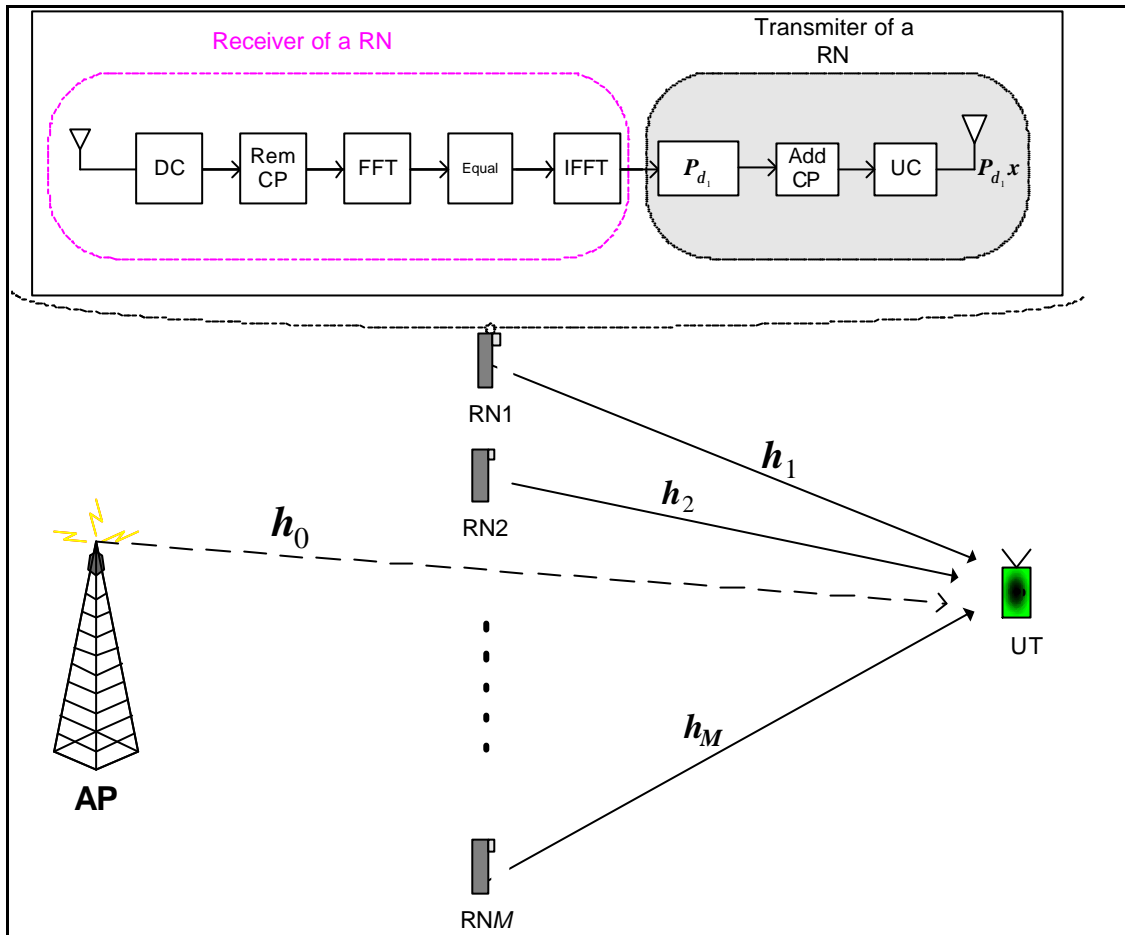 Receiver of a RN
Transmiter of a
RN
DC
Rem
CP
FFT
Equal
IFFT
P_{d_1}
Add
CP
UC
P_{d_1} x
RN1
h_1
RN2
h_2
h_0
UT
h_M
AP
RNM